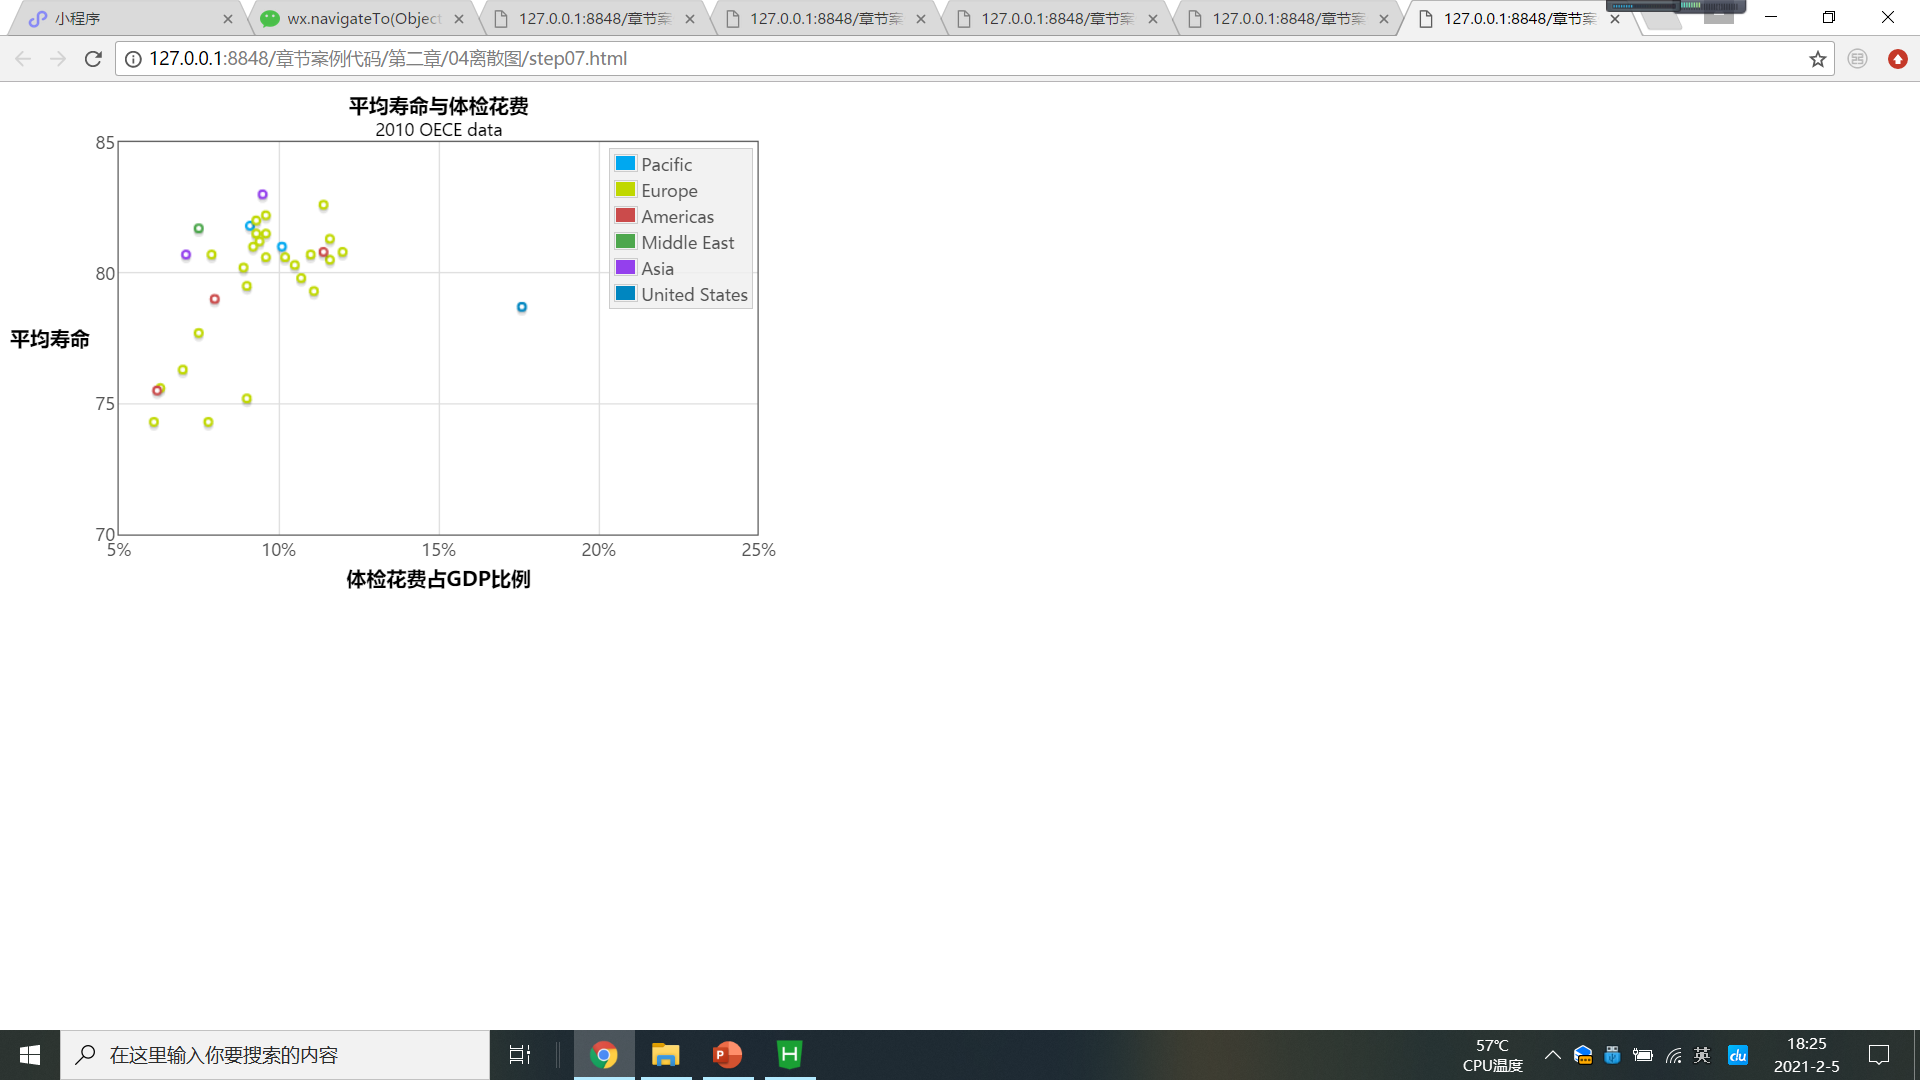 小程序
wx.navigateTo(Object
127.0.0.1:8848/章节案
127.0.0.1:8848/章节案
127.0.0.1:8848/章节案
127.0.0.1:8848/章节案
127.0.0.1:8848/章节案
127.0.0.1:8848/章节案例代码/第二章/04离散图/step07.html
平均寿命与体检花费
2010 OECE data
85
80
75
70
平均寿命
Pacific
Europe
Americas
Middle East
Asia
United States
5%
10%
15%
20%
25%
体检花费占GDP比例
在这里输入你要搜索的内容
P
H
57℃
CPU温度
英
du
18:25
2021-2-5